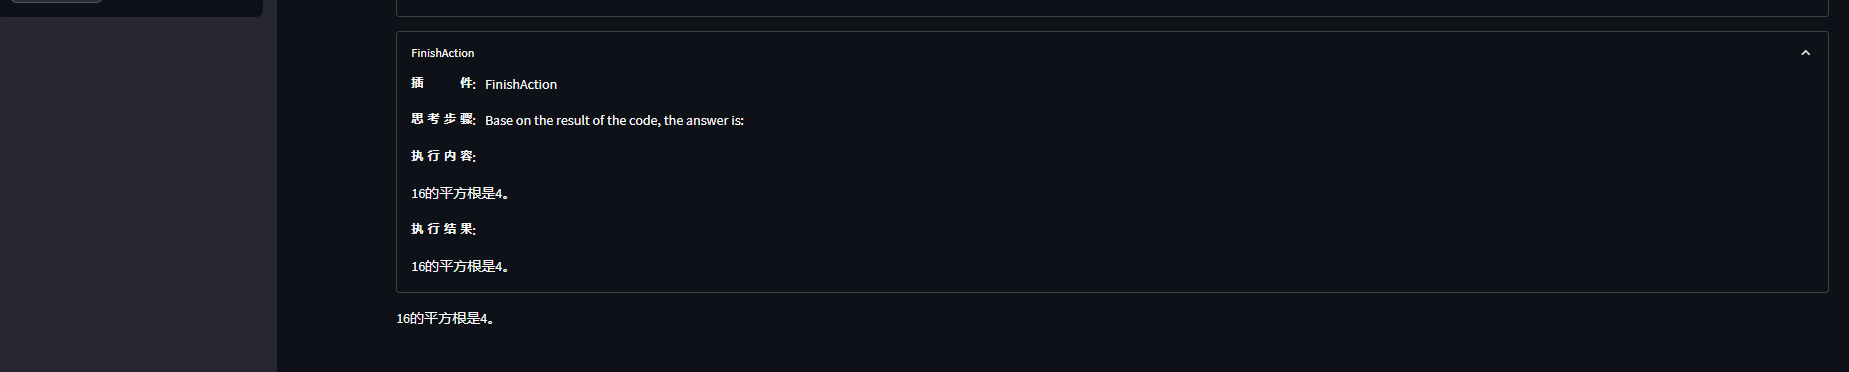 FinishAction
插 件: FinishAction
思考步骤: Base on the result of the code, the answer is:
执行内容:
16的平方根是4。
执行结果:
16的平方根是4。
16的平方根是4。